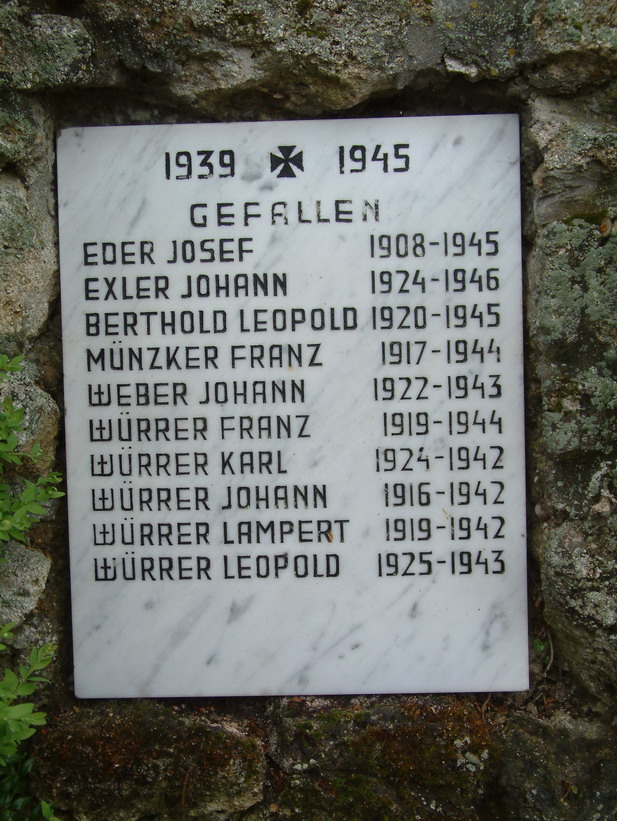 1939 ✠ 1945
GEFALLEN
EDER JOSEF 1908-1945
EXLER JOHANN 1924-1946
BERTHOLD LEOPOLD 1920-1945
MÜNZKER FRANZ 1917-1944
WEBER JOHANN 1922-1943
WÜRRER FRANZ 1919-1944
WÜRRER KARL 1924-1942
WÜRRER JOHANN 1916-1942
WÜRRER LAMPERT 1919-1942
WÜRRER LEOPOLD 1925-1943